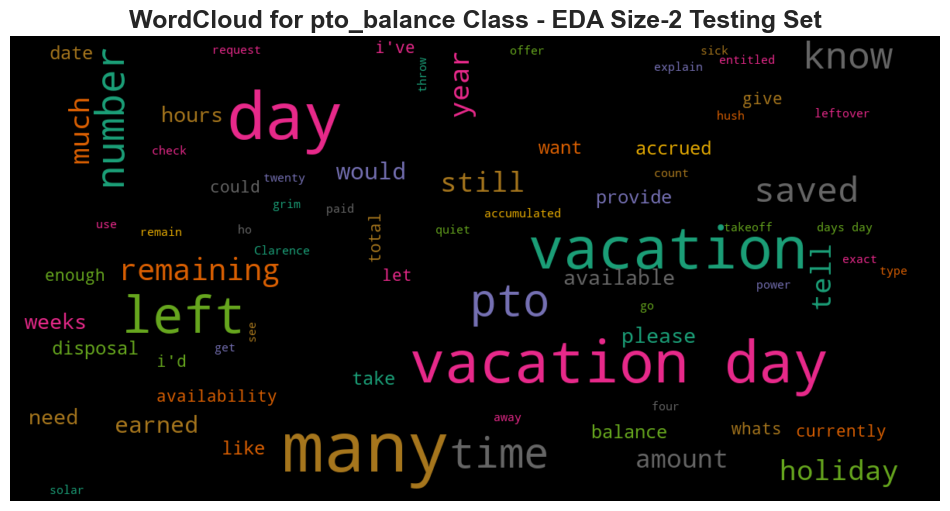 WordCloud for pto_balance Class - EDA Size-2 Testing Set
date
request
i've
offer
sick
know
number
throw
year
explain
entitled
much
hours
day
give
hush
leftover
check
want
accrued
could
twenty
would
still
count
provide
saved
grim
paid
accumulated
use
remain
ho
total
quiet
takeoff
days day
Clarence
vacation
tell
exact
enough
remaining
let
available
power
type
left
pto
go
weeks
see
please
disposal
i'd
get
take
vacation day
availability
away
four
need
earned
like
many
time
balance
whats
currently
amount
holiday
solar